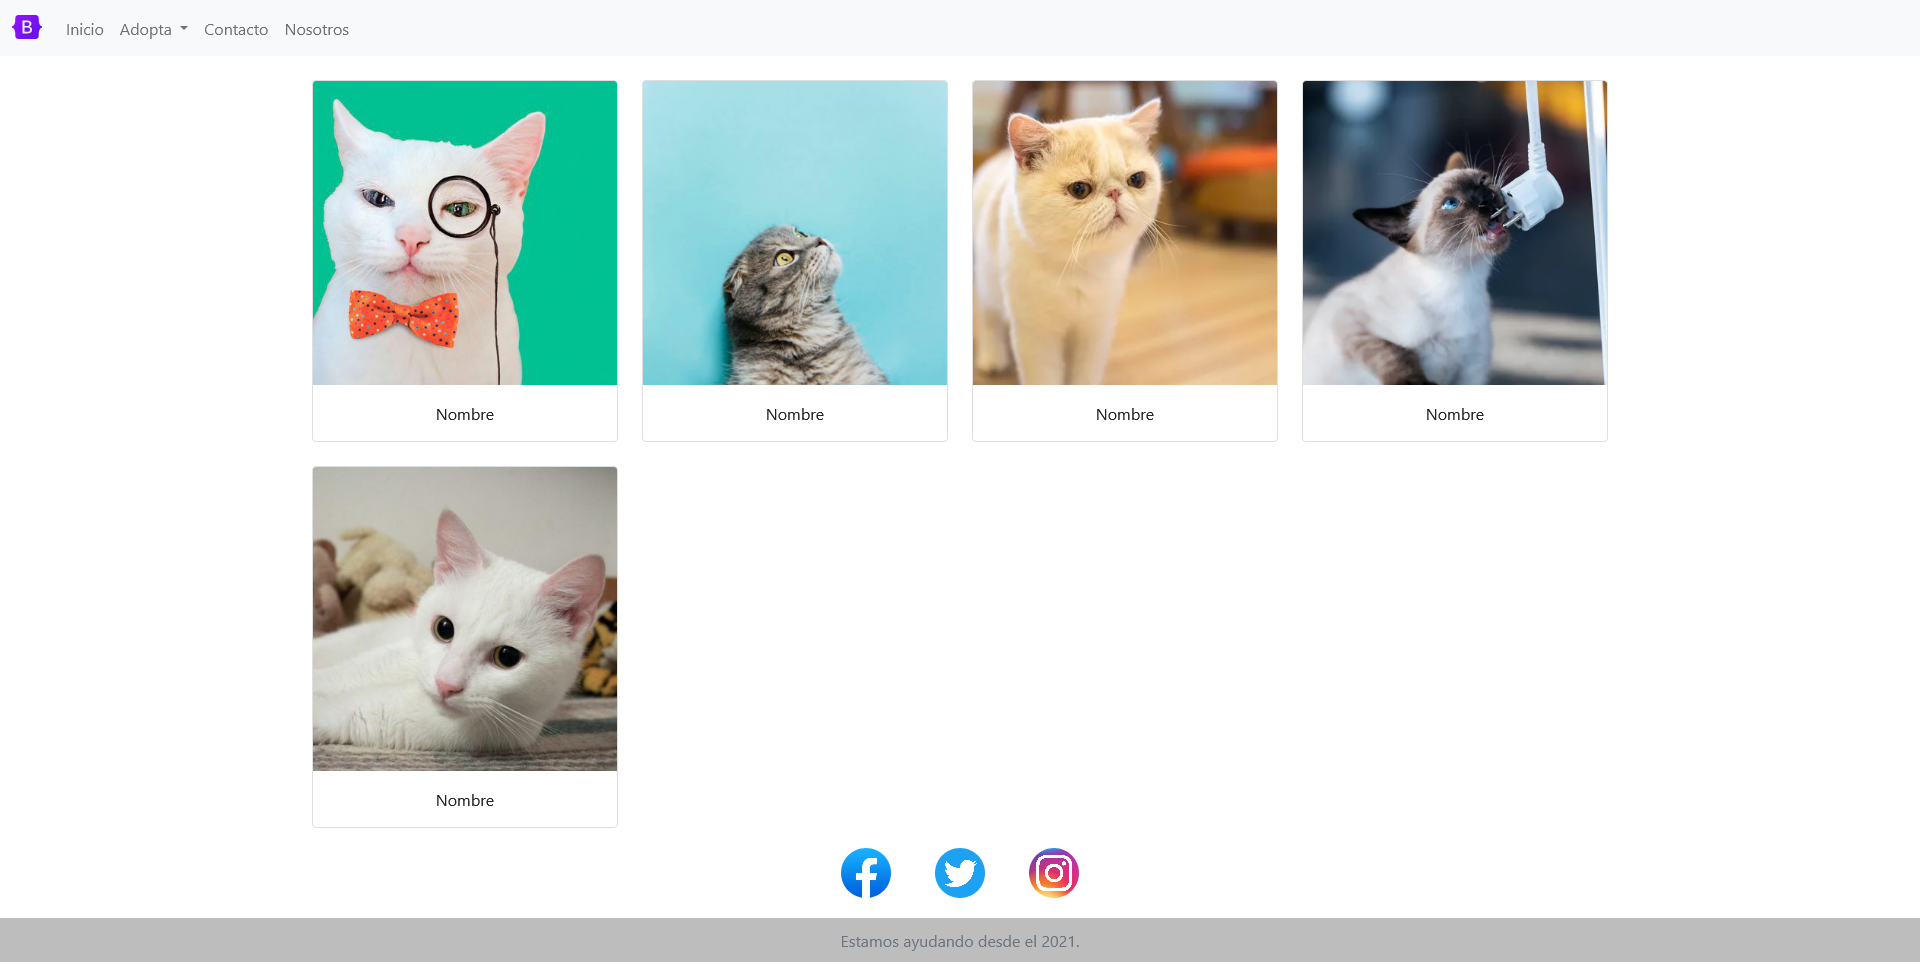 B
Inicio Adopta Contacto Nosotros
Nombre Nombre Nombre Nombre
Nombre
Estamos ayudando desde el 2021.